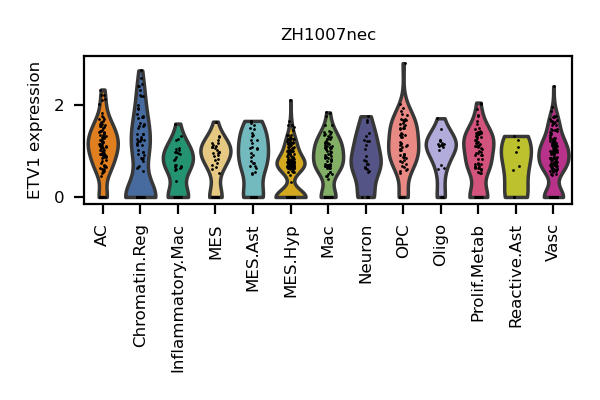 ZH1007nec
ETV1 expression
2
0
AC
Chromatin.Reg
Inflammatory.Mac
MES
MES.Ast
MES.Hyp
Mac
Neuron
OPC
Oligo
Prolif.Metab
Reactive.Ast
Vasc